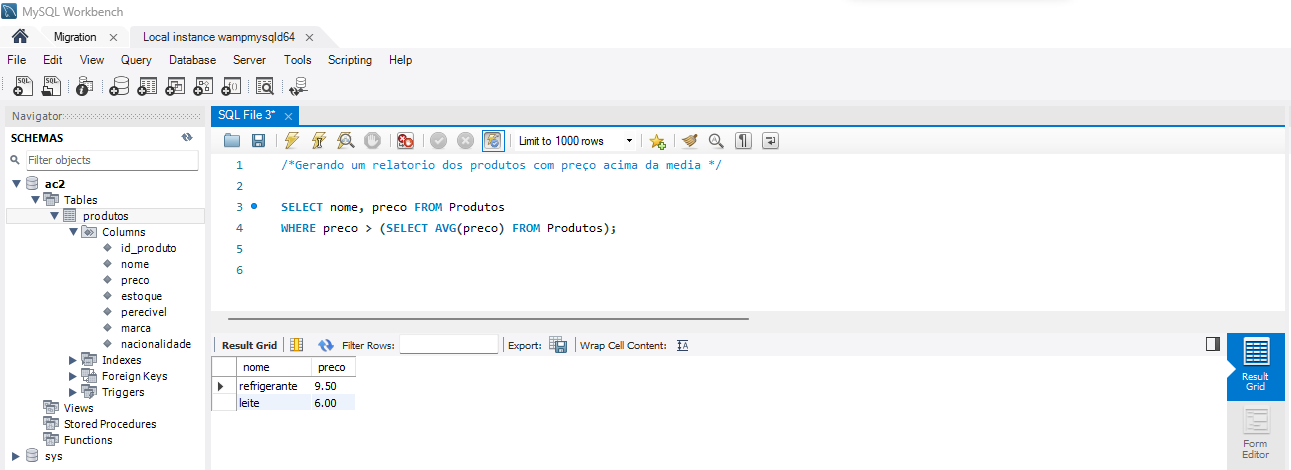 MySQL Workbench
Migration
Local instance wampmysqld64
File Edit View Query Database Server Tools Scripting Help
Navigator
SCHEMAS
Filter objects
ac2
Tables
produtos
Columns
id_produto
nome
preco
estoque
perecivel
marca
nacionalidade
Indexes
Foreign Keys
Triggers
Views
Stored Procedures
Functions
sys
SQL File 3*
Limit to 1000 rows
1 /*Gerando um relatorio dos produtos com preço acima da media */
2
3 SELECT nome, preco FROM Produtos
4 WHERE preco > (SELECT AVG(preco) FROM Produtos);
5
6
Result Grid Filter Rows: Export: Wrap Cell Content:
nome preco
refrigerante 9.50
leite 6.00
Result
Grid
Form
Editor